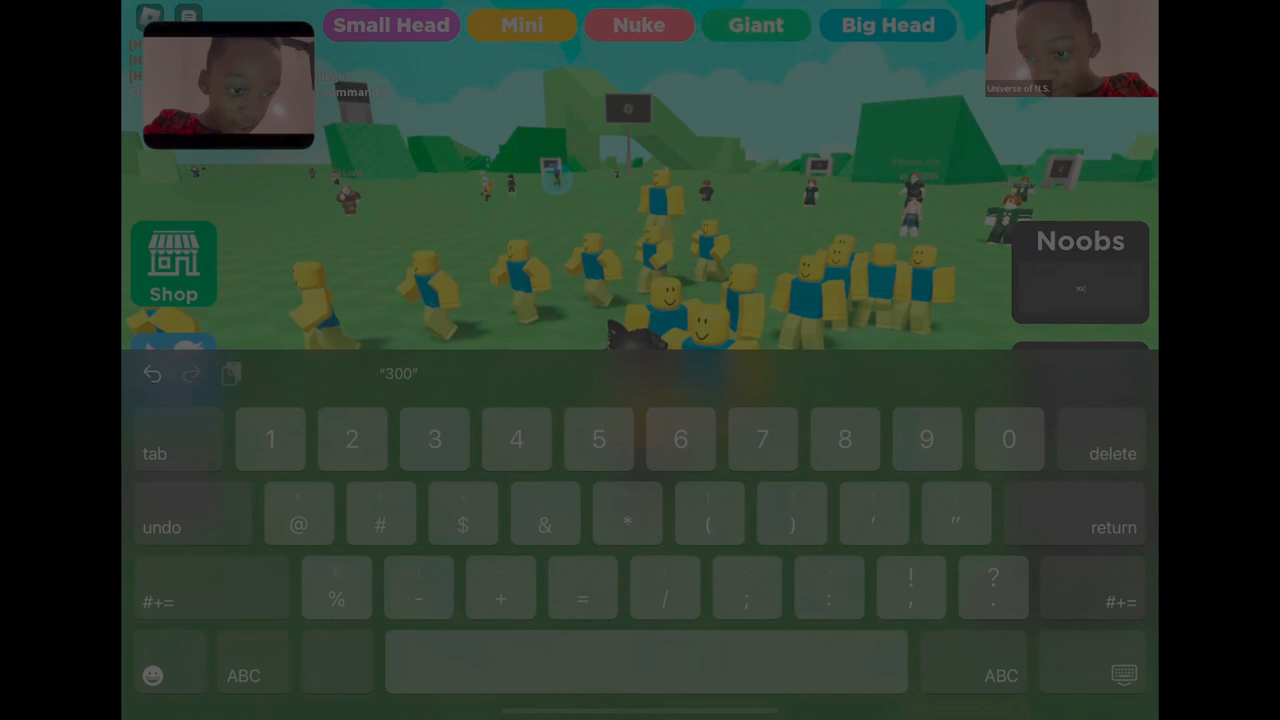 Small Head
Mini
Nuke
Giant
Big Head
Universe of N.S.
Shop
Noobs
"300"
tab
1
2
3
4
5
6
7
8
9
0
delete
undo
@
#
$
&
*
(
)
'
"
return
#+=
%
-
+
=
/
;
:
!
,
?
.
#+=
ABC
ABC